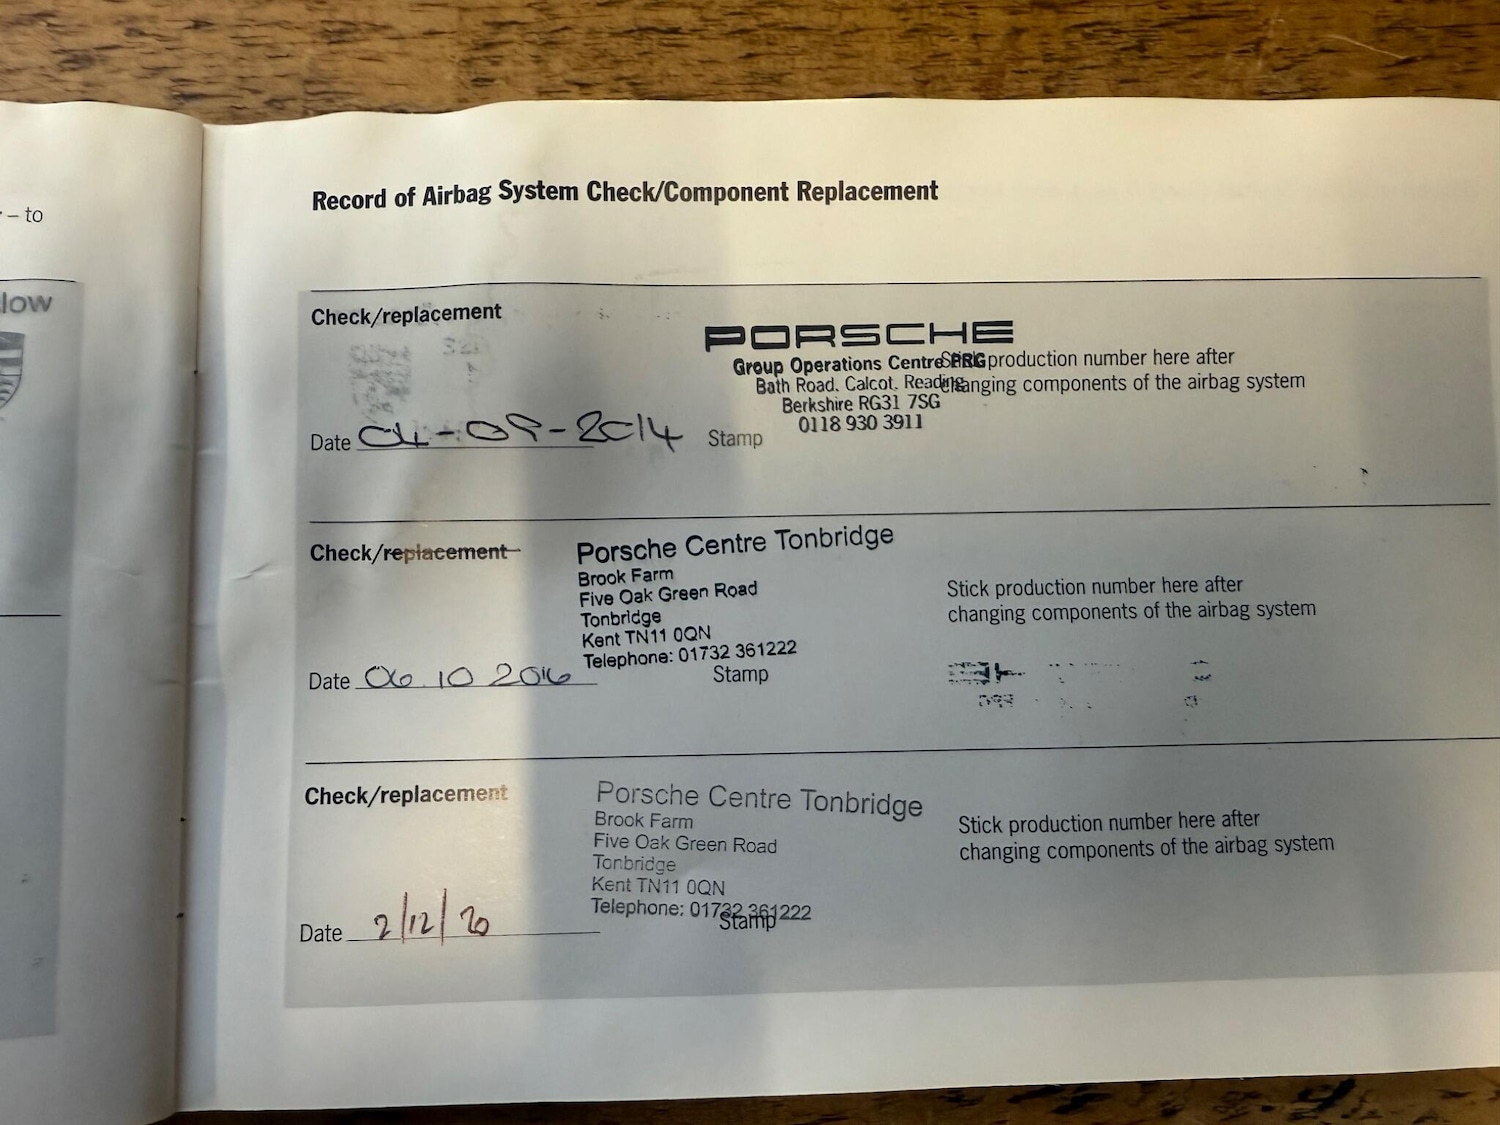 – to
low
Record of Airbag System Check/Component Replacement
Check/replacement
PORSCHE
Group Operations Centre PRG
Bath Road. Calcot. Reading
Berkshire RG31 7SG
0118 930 3911
Stick production number here after
changing components of the airbag system
Date 04-09-2014
Stamp
Check/replacement
Porsche Centre Tonbridge
Brook Farm
Five Oak Green Road
Tonbridge
Kent TN11 0QN
Telephone: 01732 361222
Stick production number here after
changing components of the airbag system
Date 06.10 2016
Stamp
Check/replacement
Porsche Centre Tonbridge
Brook Farm
Five Oak Green Road
Tonbridge
Kent TN11 0QN
Telephone: 01732 361222
Stick production number here after
changing components of the airbag system
Date 2/12/20
Stamp